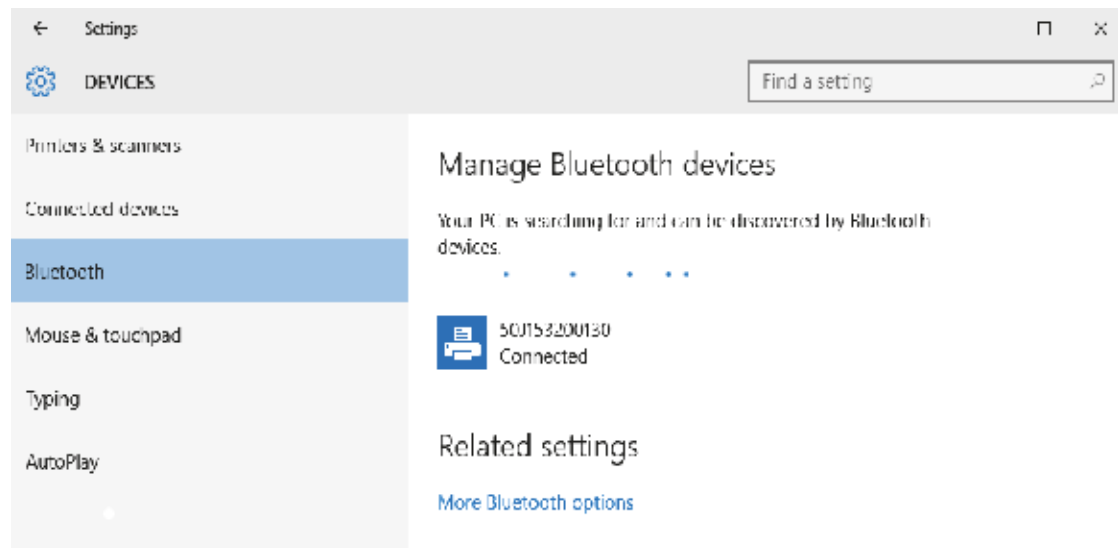 Settings
DEVICES
Find a setting
Printers & scanners
Connected devices
Bluetooth
Mouse & touchpad
Typing
AutoPlay
Manage Bluetooth devices
Your PC is searching for and can be discovered by Bluetooth
devices.
50J153200130
Connected
Related settings
More Bluetooth options